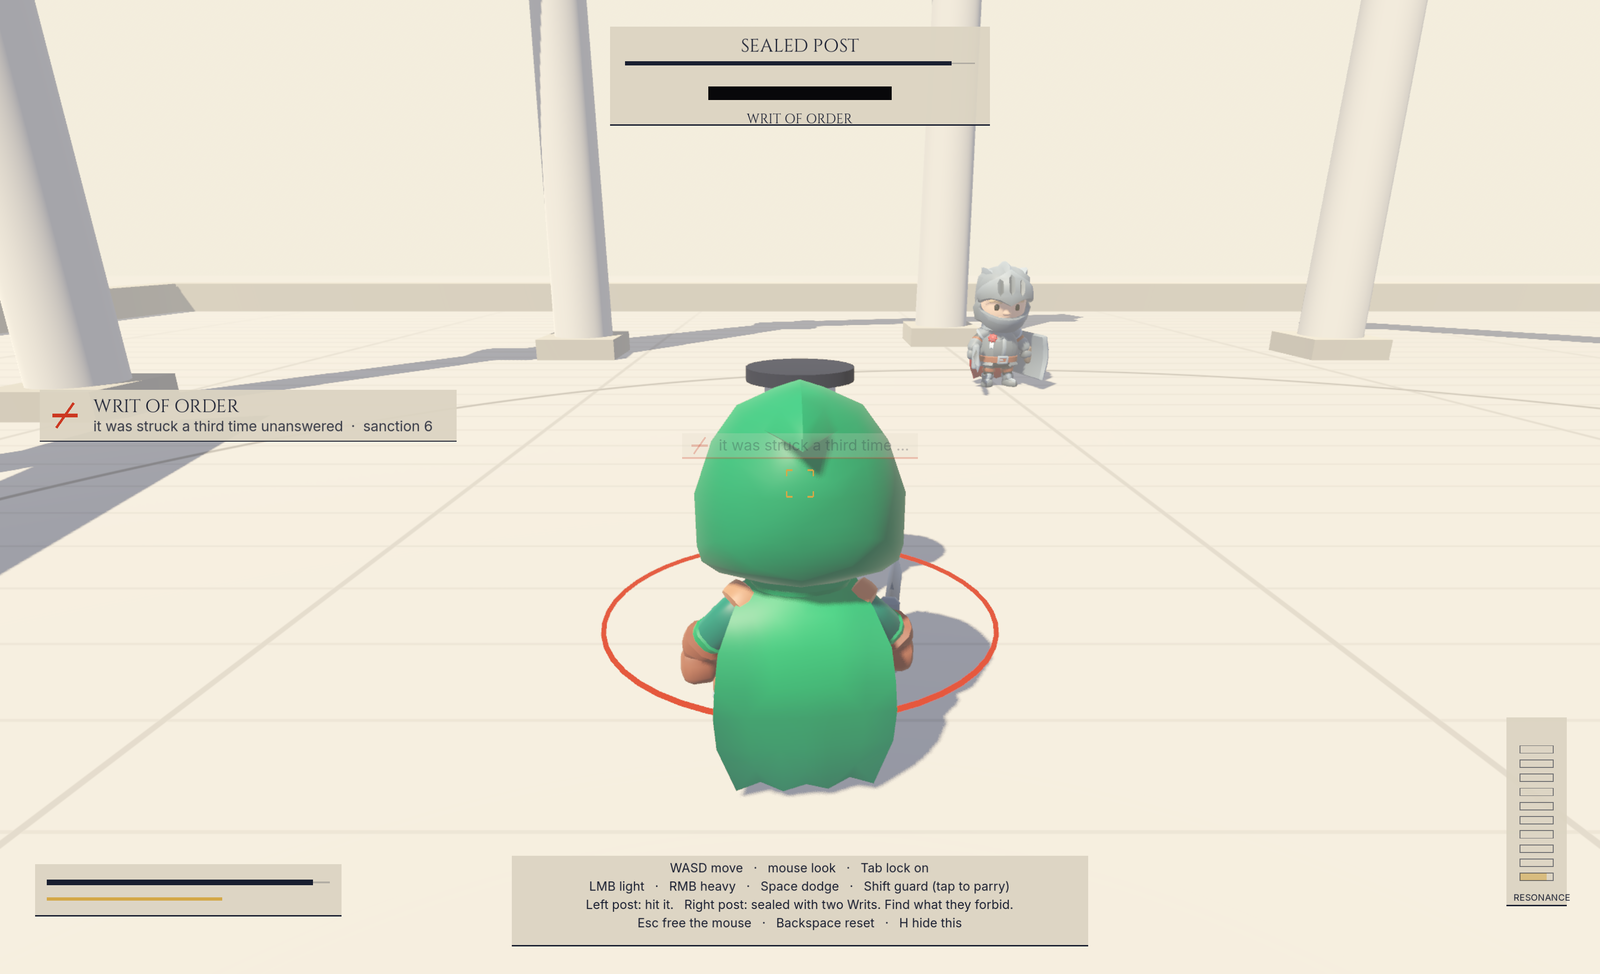 SEALED POST
WRIT OF ORDER
WRIT OF ORDER
it was struck a third time unanswered · sanction 6
it was struck a third time ...
RESONANCE
WASD move · mouse look · Tab lock on
LMB light · RMB heavy · Space dodge · Shift guard (tap to parry)
Left post: hit it. Right post: sealed with two Writs. Find what they forbid.
Esc free the mouse · Backspace reset · H hide this